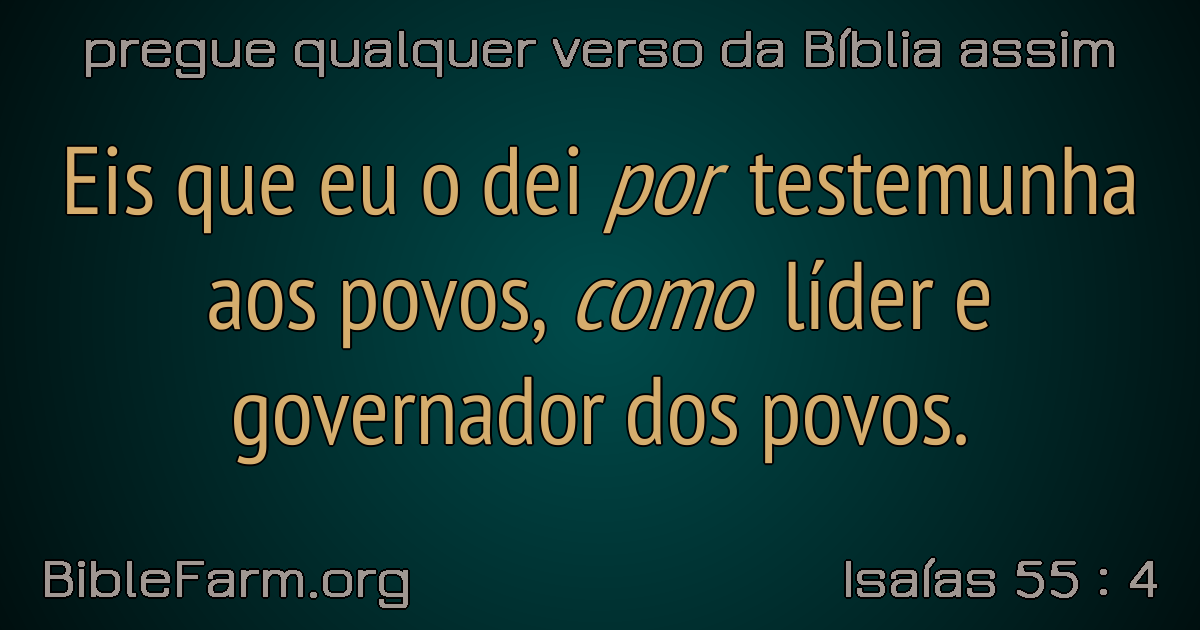 pregue qualquer verso da Bíblia assim
Eis que eu o dei por testemunha
aos povos, como líder e
governador dos povos.
BibleFarm.org
Isaías 55 : 4